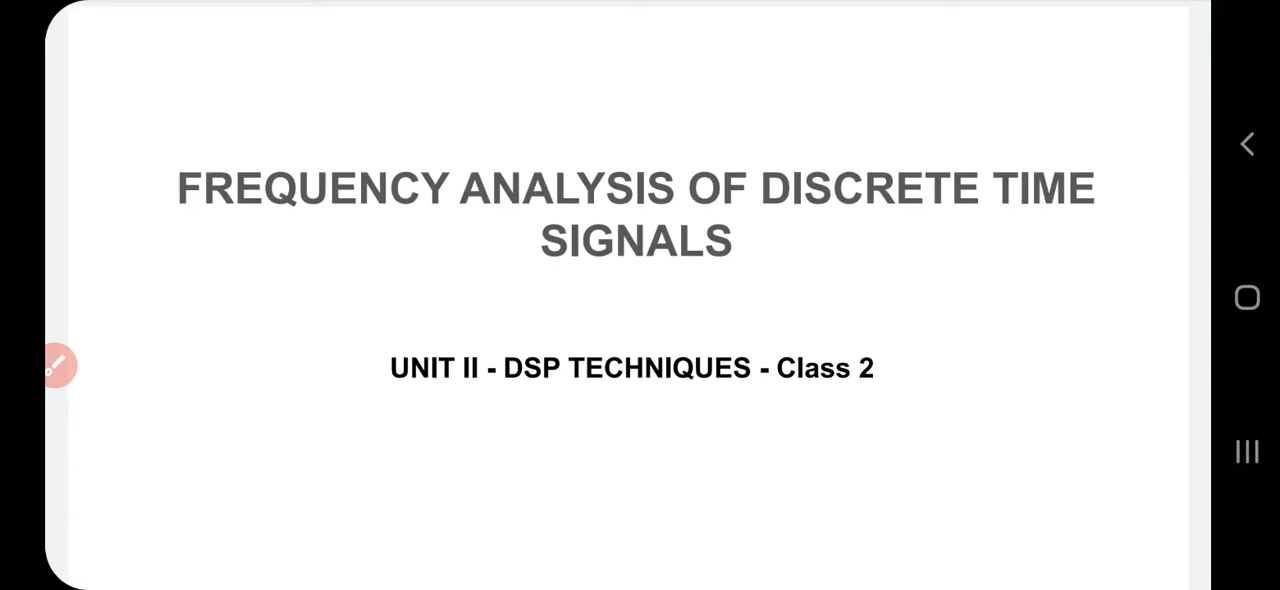 FREQUENCY ANALYSIS OF DISCRETE TIME
SIGNALS
UNIT II - DSP TECHNIQUES - Class 2